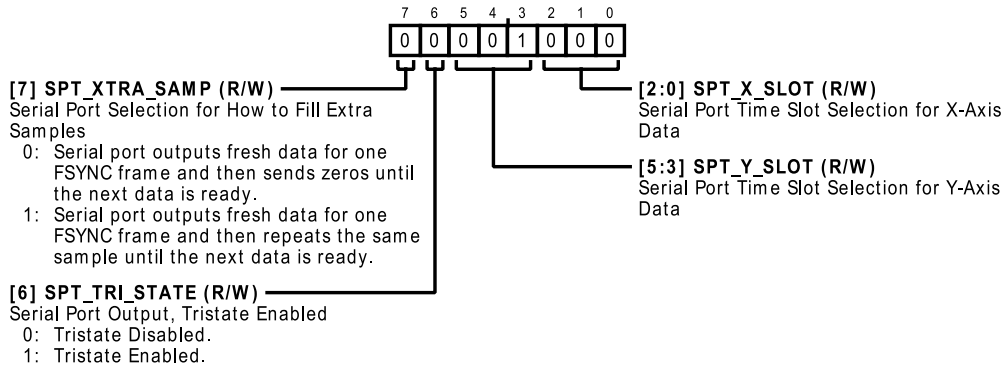 7 6 5 4 3 2 1 0
0 0 0 0 1 0 0 0
[7] SPT_XTRA_SAMP (R/W)
Serial Port Selection for How to Fill Extra
Samples
0: Serial port outputs fresh data for one
FSYNC frame and then sends zeros until
the next data is ready.
1: Serial port outputs fresh data for one
FSYNC frame and then repeats the same
sample until the next data is ready.
[6] SPT_TRI_STATE (R/W)
Serial Port Output, Tristate Enabled
0: Tristate Disabled.
1: Tristate Enabled.
[2:0] SPT_X_SLOT (R/W)
Serial Port Time Slot Selection for X-Axis
Data
[5:3] SPT_Y_SLOT (R/W)
Serial Port Time Slot Selection for Y-Axis
Data